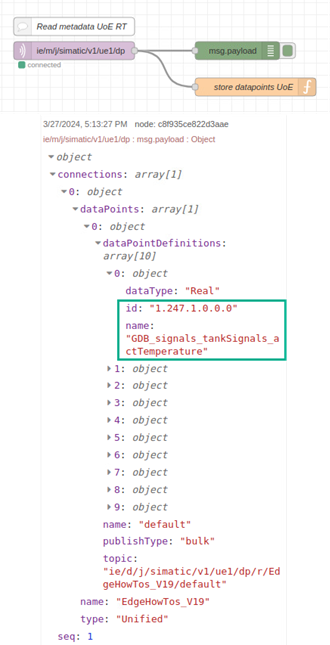 Read metadata UoE RT
ie/m/j/simatic/v1/ue1/dp
connected
msg.payload
store datapoints UoE
3/27/2024, 5:13:27 PM node: c8f935ce822d3aae
ie/m/j/simatic/v1/ue1/dp : msg.payload : Object
object
connections: array[1]
0: object
dataPoints: array[1]
0: object
dataPointDefinitions:
array[10]
0: object
dataType: "Real"
id: "1.247.1.0.0.0"
name:
"GDB_signals_tankSignals_a
ctTemperature"
1: object
2: object
3: object
4: object
5: object
6: object
7: object
8: object
9: object
name: "default"
publishType: "bulk"
topic:
"ie/d/j/simatic/v1/ue1/dp/r/Ed
geHowTos_V19/default"
name: "EdgeHowTos_V19"
type: "Unified"
seq: 1